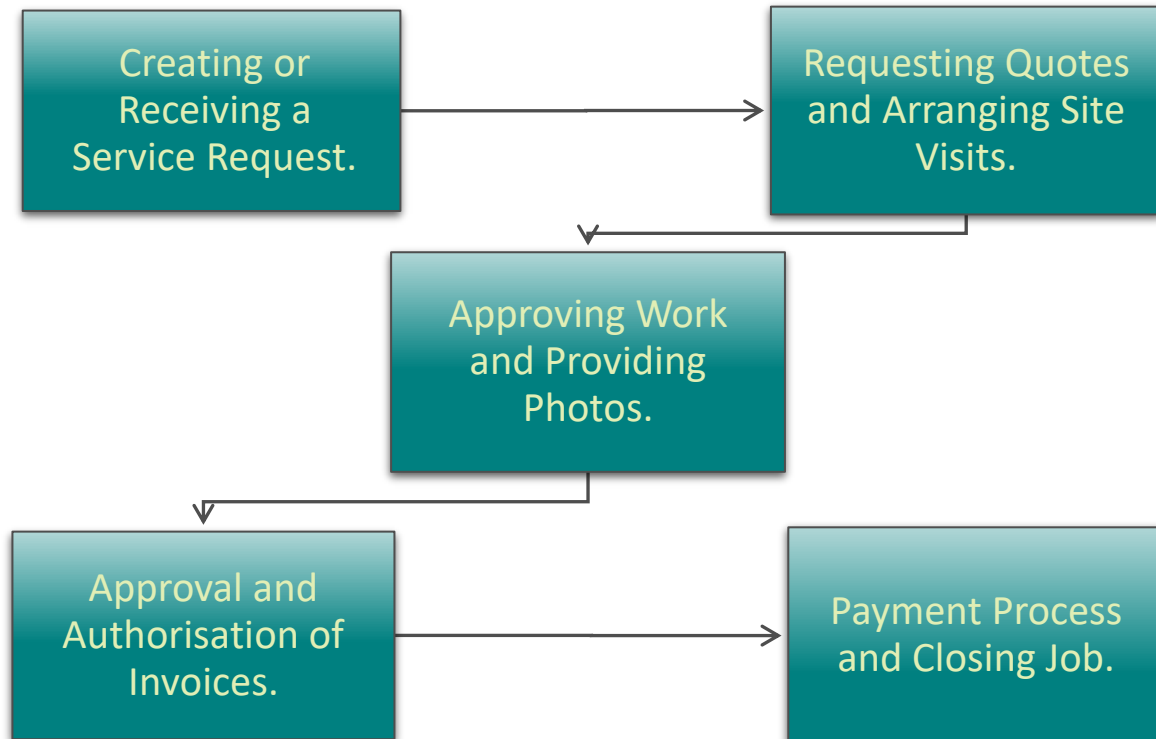 Creating or
Receiving a
Service Request.
Requesting Quotes
and Arranging Site
Visits.
Approving Work
and Providing
Photos.
Approval and
Authorisation of
Invoices.
Payment Process
and Closing Job.